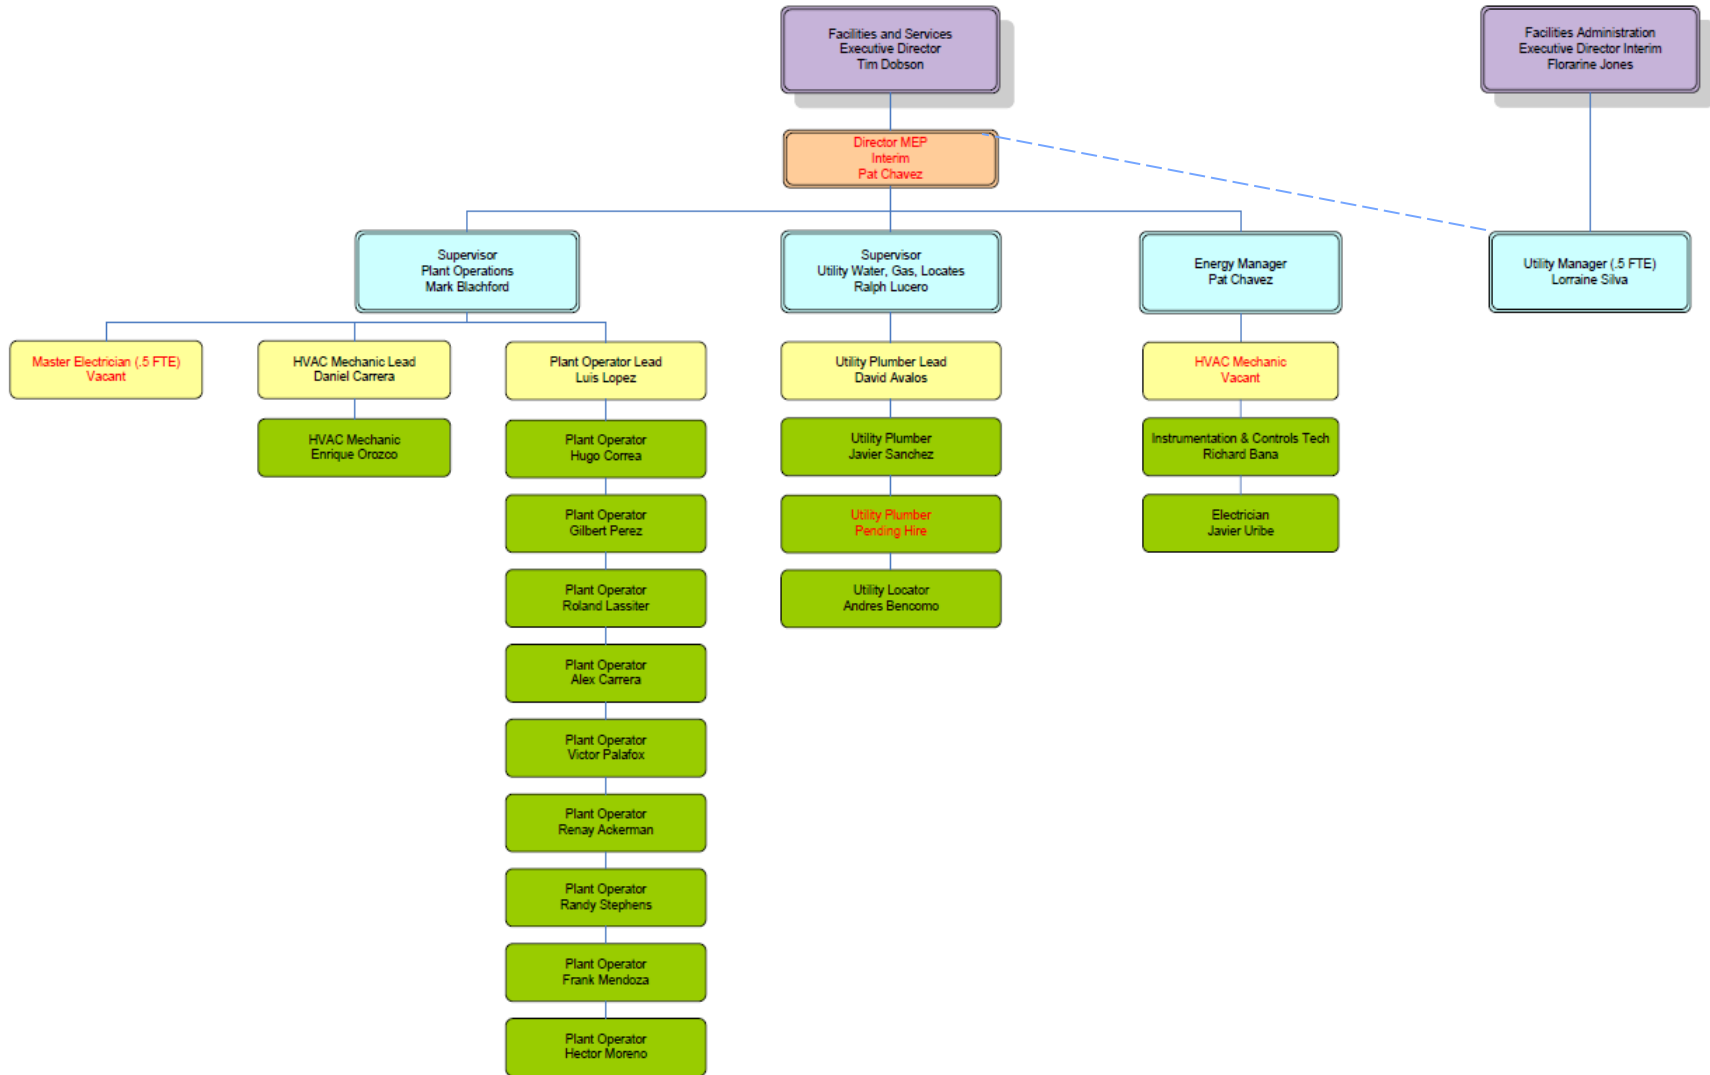 Facilities and Services
Executive Director
Tim Dobson
Facilities Administration
Executive Director Interim
Florarine Jones
Director MEP
Interim
Pat Chavez
Supervisor
Plant Operations
Mark Blachford
Supervisor
Utility Water, Gas, Locates
Ralph Lucero
Energy Manager
Pat Chavez
Utility Manager (.5 FTE)
Lorraine Silva
Master Electrician (.5 FTE)
Vacant
HVAC Mechanic Lead
Daniel Carrera
Plant Operator Lead
Luis Lopez
Utility Plumber Lead
David Avalos
HVAC Mechanic
Vacant
HVAC Mechanic
Enrique Orozco
Plant Operator
Hugo Correa
Utility Plumber
Javier Sanchez
Instrumentation & Controls Tech
Richard Bana
Plant Operator
Gilbert Perez
Utility Plumber
Pending Hire
Electrician
Javier Uribe
Plant Operator
Roland Lassiter
Utility Locator
Andres Bencomo
Plant Operator
Alex Carrera
Plant Operator
Victor Palafox
Plant Operator
Renay Ackerman
Plant Operator
Randy Stephens
Plant Operator
Frank Mendoza
Plant Operator
Hector Moreno